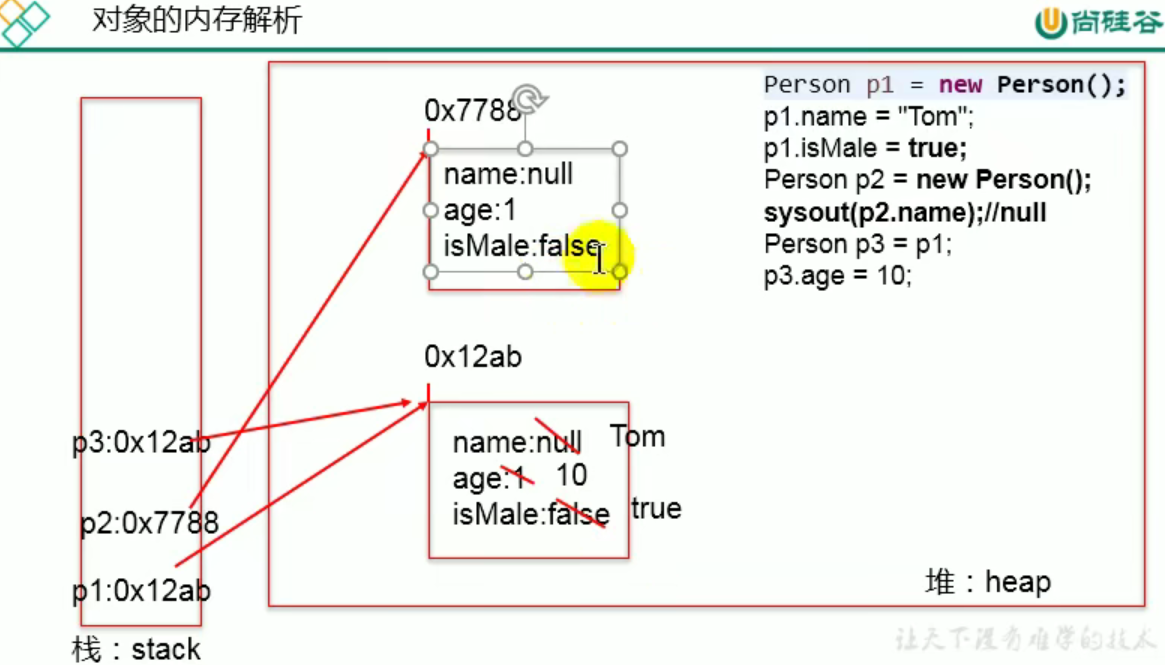 对象的内存解析
尚硅谷
0x7788
name:null
age:1
isMale:false
Person p1 = new Person();
p1.name = "Tom";
p1.isMale = true;
Person p2 = new Person();
sysout(p2.name);//null
Person p3 = p1;
p3.age = 10;
0x12ab
name:null Tom
age:1 10
isMale:false true
p3:0x12ab
p2:0x7788
p1:0x12ab
栈：stack
堆：heap
让天下没有难学的技术